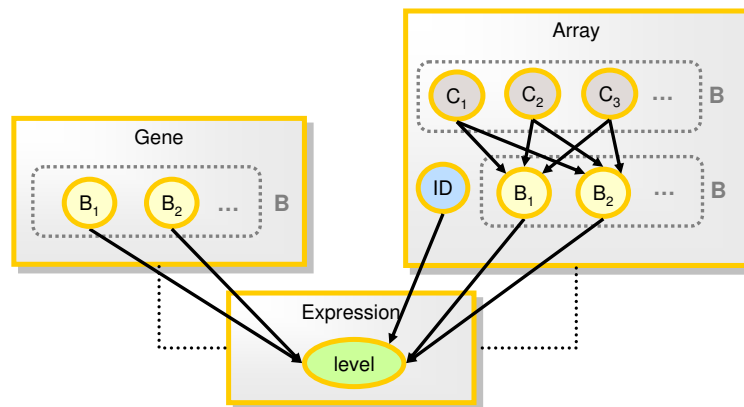 Array
C1 C2 C3 ... B
Gene
ID
B1 B2 ... B
B1 B2 ... B
Expression
level